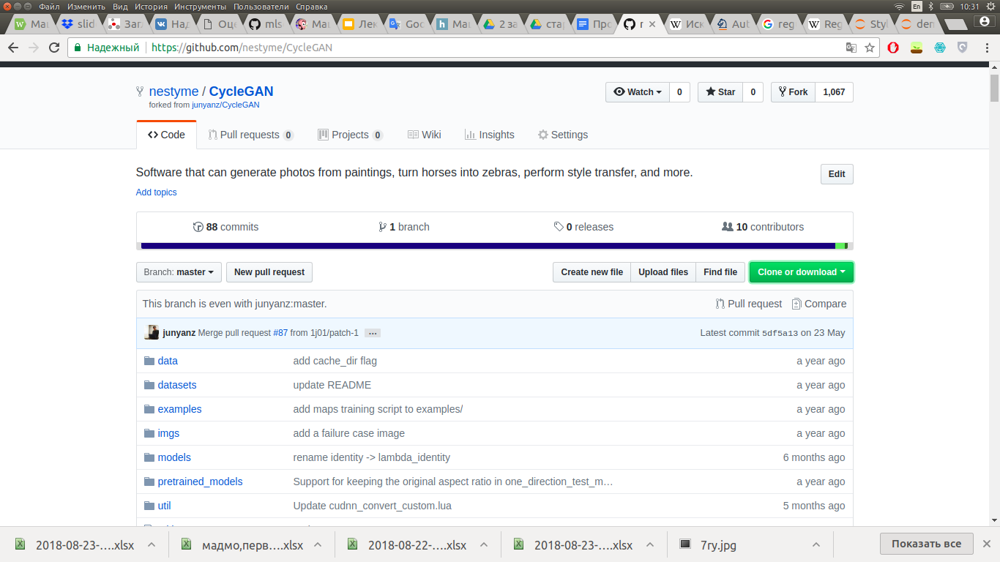 Файл Изменить Вид История Инструменты Пользователи Справка En 10:31
Маш slid Заг. Над Оце mls Маш Лек Goo Маш 2 за стар Про n Иск Aut reg Reg Styl den
Надежный https://github.com/nestyme/CycleGAN
nestyme / CycleGAN
forked from junyanz/CycleGAN
Watch 0 Star 0 Fork 1,067
Code Pull requests 0 Projects 0 Wiki Insights Settings
Software that can generate photos from paintings, turn horses into zebras, perform style transfer, and more.
Edit
Add topics
88 commits 1 branch 0 releases 10 contributors
Branch: master New pull request Create new file Upload files Find file Clone or download
This branch is even with junyanz:master. Pull request Compare
junyanz Merge pull request #87 from 1j01/patch-1 … Latest commit 5df5a13 on 23 May
data add cache_dir flag a year ago
datasets update README a year ago
examples add maps training script to examples/ a year ago
imgs add a failure case image a year ago
models rename identity -> lambda_identity 6 months ago
pretrained_models Support for keeping the original aspect ratio in one_direction_test_m… a year ago
util Update cudnn_convert_custom.lua 5 months ago
2018-08-23-….xlsx мадмо,перв….xlsx 2018-08-22-….xlsx 2018-08-23-….xlsx 7гу.jpg Показать все